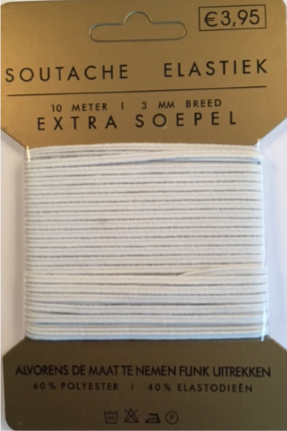 €3,95
SOUTACHE ELASTIEK
10 METER | 3 MM BREED
EXTRA SOEPEL
ALVORENS DE MAAT TE NEMEN FLINK UITREKKEN
60% POLYESTER | 40% ELASTODIEËN